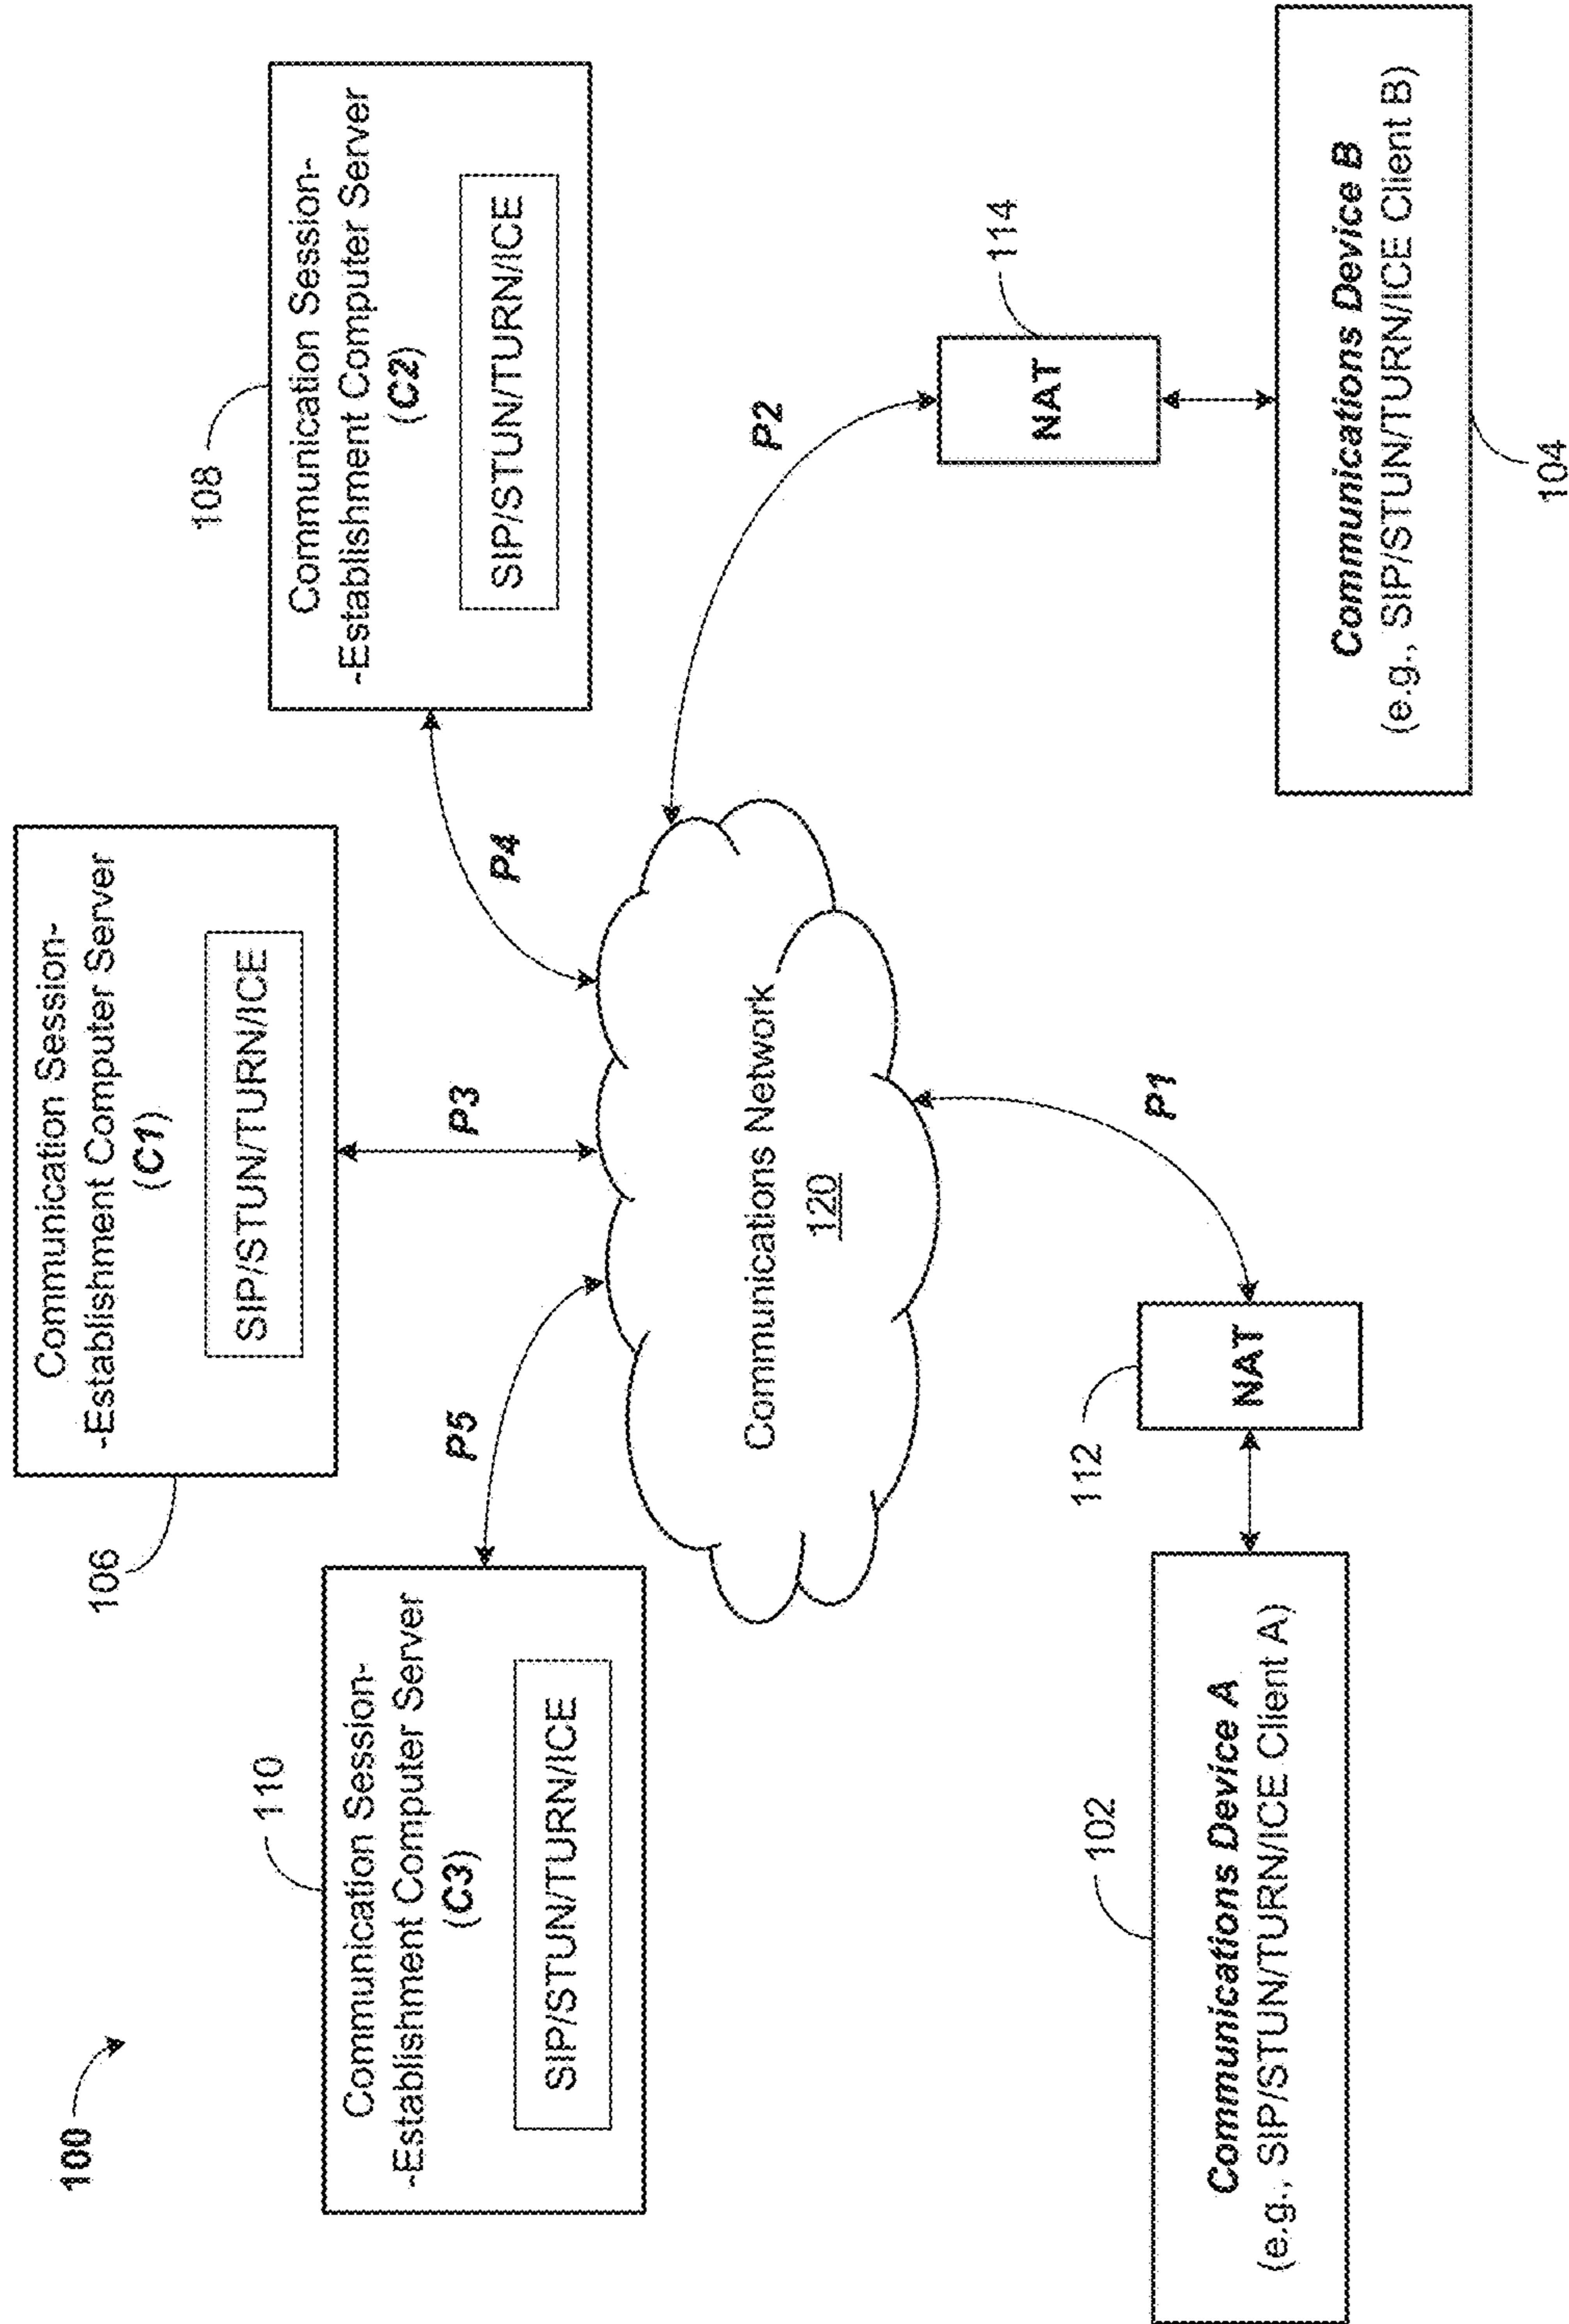 100
106
Communication Session-
-Establishment Computer Server
(C1)
SIP/STUN/TURN/ICE
110
Communication Session-
-Establishment Computer Server
(C3)
SIP/STUN/TURN/ICE
108
Communication Session-
-Establishment Computer Server
(C2)
SIP/STUN/TURN/ICE
P5
P3
P4
P2
Communications Network
120
P1
114
NAT
112
NAT
102
Communications Device A
(e.g., SIP/STUN/TURN/ICE Client A)
Communications Device B
(e.g., SIP/STUN/TURN/ICE Client B)
104